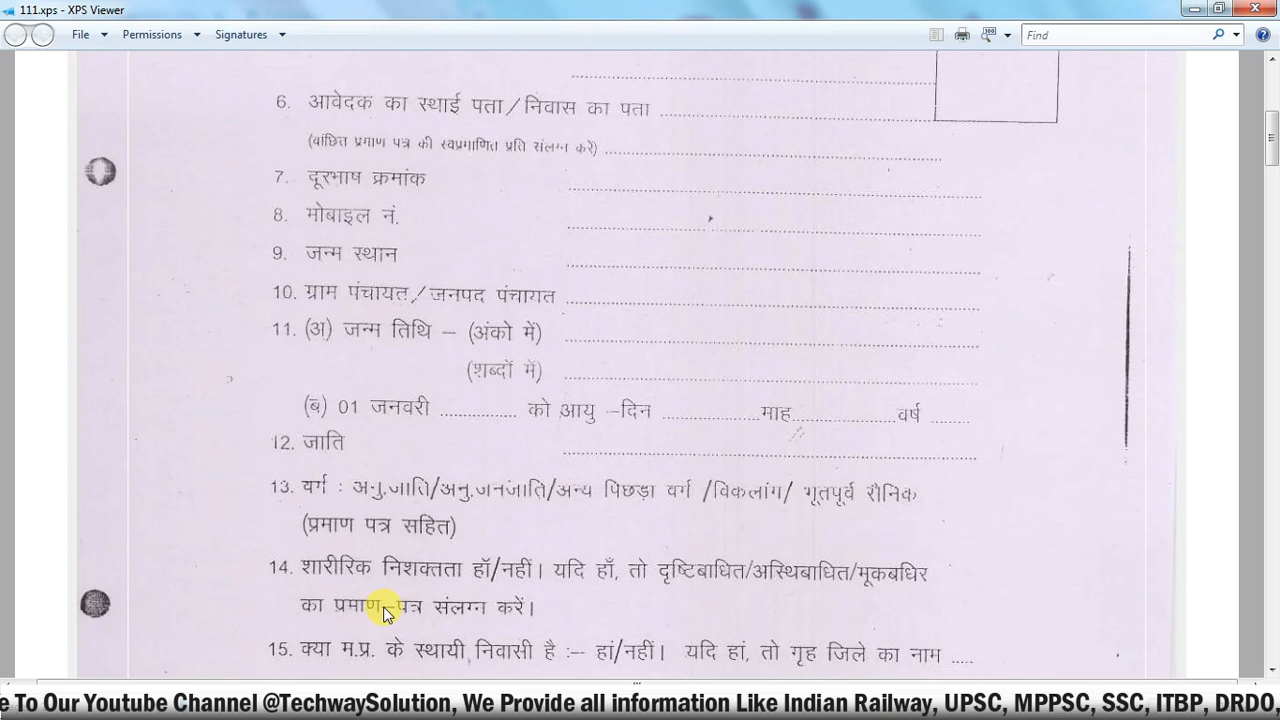 111.xps - XPS Viewer
File Permissions Signatures Find
6. आवेदक का स्थाई पता/निवास का पता
(वांछित प्रमाण पत्र की स्वप्रमाणित प्रति संलग्न करें)
7. दूरभाष क्रमांक
8. मोबाइल नं.
9. जन्म स्थान
10. ग्राम पंचायत/जनपद पंचायत
11. (अ) जन्म तिथि – (अंको में)
(शब्दों में)
(ब) 01 जनवरी ............ को आयु –दिन ...............माह................वर्ष ......
12. जाति
13. वर्ग : अनु.जाति/अनु.जनजाति/अन्य पिछड़ा वर्ग /विकलांग/ भूतपूर्व सैनिक
(प्रमाण पत्र सहित)
14. शारीरिक निशक्तता हॉ/नहीं। यदि हाँ, तो दृष्टिबाधित/अस्थिबाधित/मूकबधिर
का प्रमाण–पत्र संलग्न करें।
15. क्या म.प्र. के स्थायी निवासी है :– हां/नहीं। यदि हां, तो गृह जिले का नाम .....
e To Our Youtube Channel @TechwaySolution, We Provide all information Like Indian Railway, UPSC, MPPSC, SSC, ITBP, DRDO,